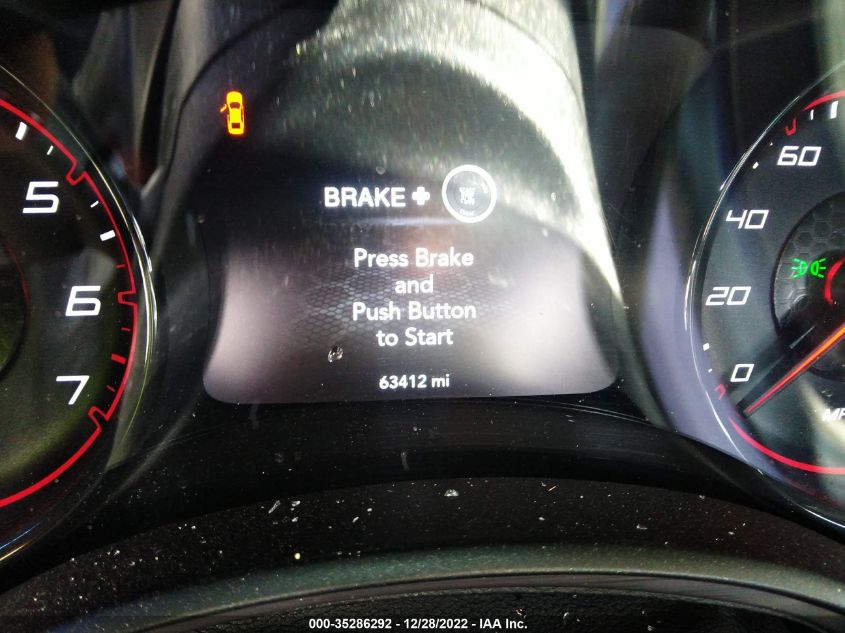 BRAKE +
Press Brake
and
Push Button
to Start
63412 mi
5
6
7
60
40
20
0
000-35286292 - 12/28/2022 - IAA Inc.